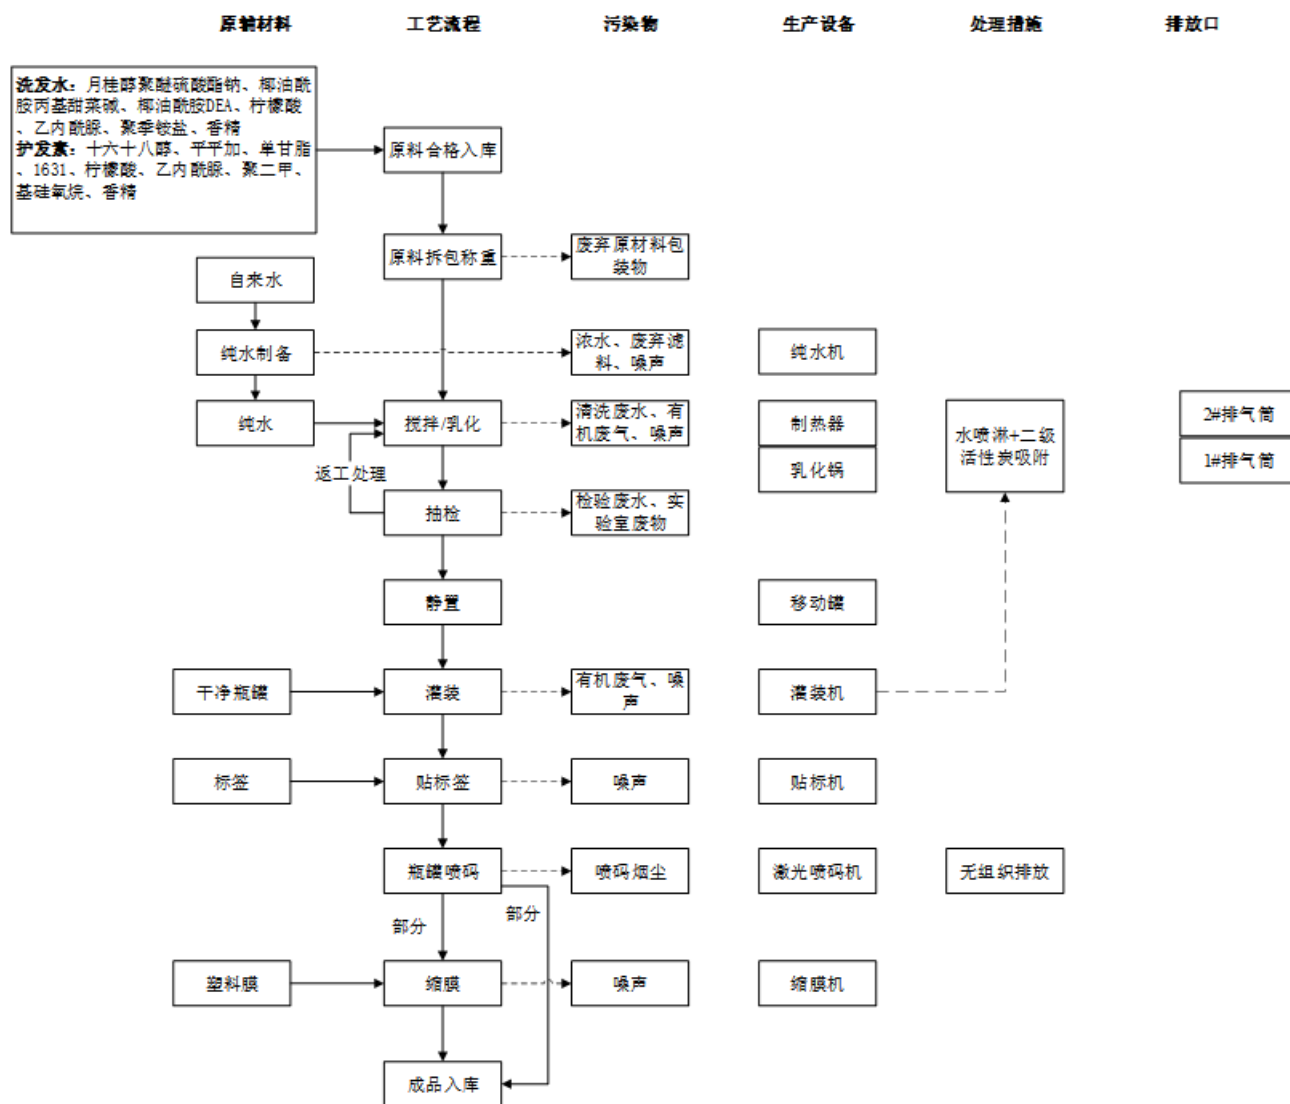 原辅材料 工艺流程 污染物 生产设备 处理措施 排放口
洗发水：月桂醇聚醚硫酸酯钠、椰油酰
胺丙基甜菜碱、椰油酰胺DEA、柠檬酸
、乙内酰脲、聚季铵盐、香精
护发素：十六十八醇、平平加、单甘脂
、1631、柠檬酸、乙内酰脲、聚二甲、
基硅氧烷、香精
原料合格入库
原料拆包称重
废弃原材料包
装物
自来水
纯水制备
浓水、废弃滤
料、噪声
纯水机
纯水
搅拌/乳化
清洗废水、有
机废气、噪声
制热器
乳化锅
水喷淋+二级
活性炭吸附
2#排气筒
1#排气筒
返工处理
抽检
检验废水、实
验室废物
静置
移动罐
干净瓶罐
灌装
有机废气、噪
声
灌装机
标签
贴标签
噪声
贴标机
瓶罐喷码
喷码烟尘
激光喷码机
无组织排放
部分
部分
塑料膜
缩膜
噪声
缩膜机
成品入库